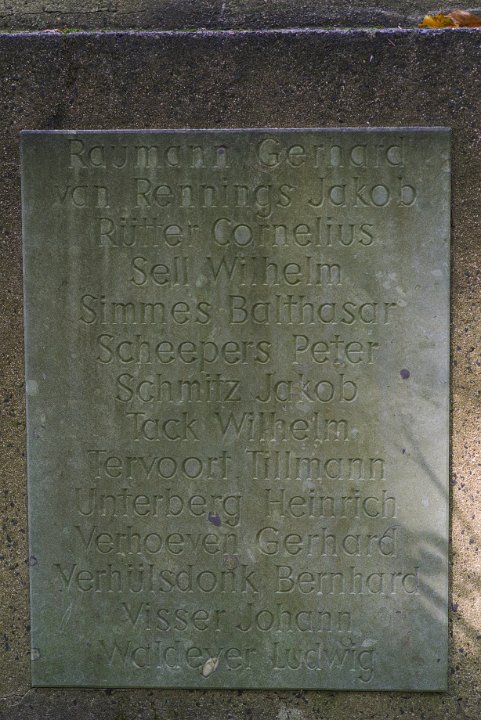 Raumann Gerhard
van Rennings Jakob
Rütter Cornelius
Sell Wilhelm
Simmes Balthasar
Scheepers Peter
Schmitz Jakob
Tack Wilhelm
Tervoort Tillmann
Unterberg Heinrich
Verhoeven Gerhard
Verhülsdonk Bernhard
Visser Johann
Waldeyer Ludwig